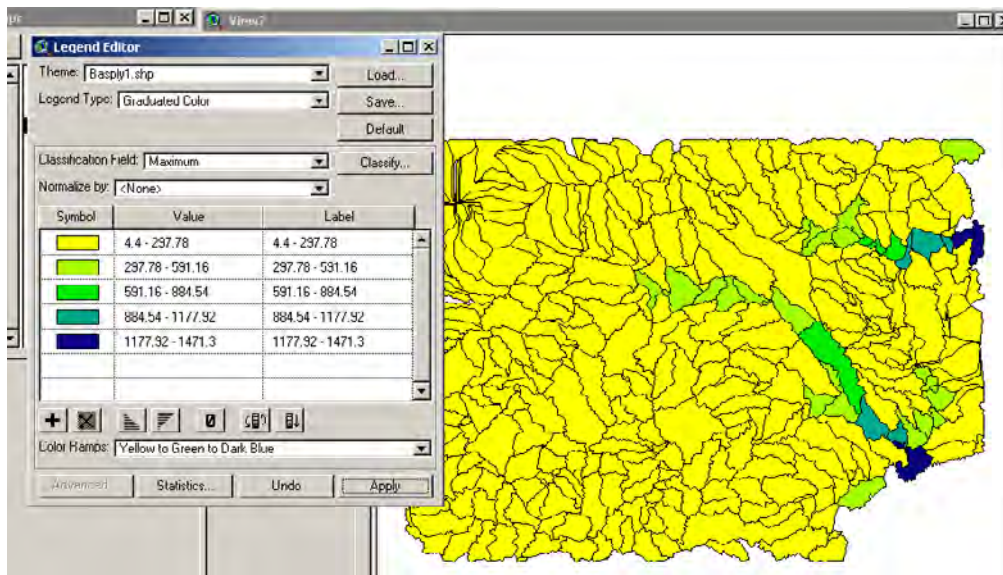 View2
Legend Editor
Theme: Basply1.shp
Load...
Legend Type: Graduated Color
Save...
Default
Classification Field: Maximum
Classify...
Normalize by: <None>
Symbol Value Label
4.4 - 297.78 4.4 - 297.78
297.78 - 591.16 297.78 - 591.16
591.16 - 884.54 591.16 - 884.54
884.54 - 1177.92 884.54 - 1177.92
1177.92 - 1471.3 1177.92 - 1471.3
Color Ramps: Yellow to Green to Dark Blue
Advanced... Statistics... Undo Apply